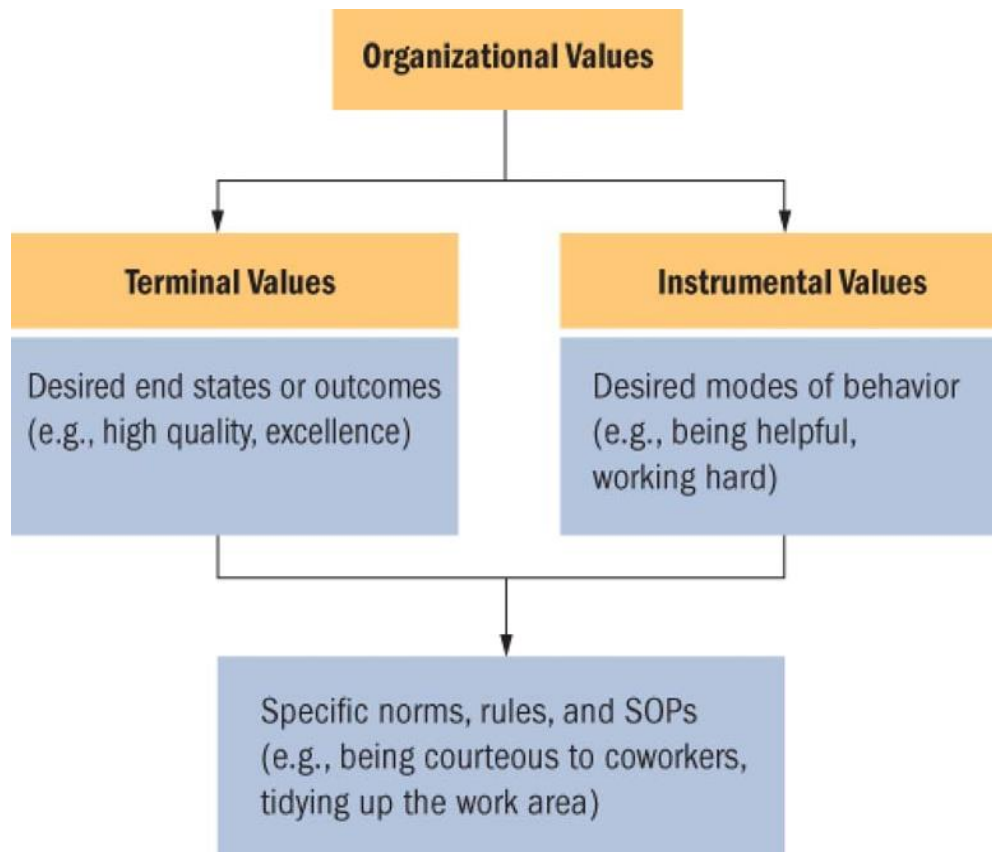 Organizational Values
Terminal Values
Desired end states or outcomes
(e.g., high quality, excellence)
Instrumental Values
Desired modes of behavior
(e.g., being helpful,
working hard)
Specific norms, rules, and SOPs
(e.g., being courteous to coworkers,
tidying up the work area)